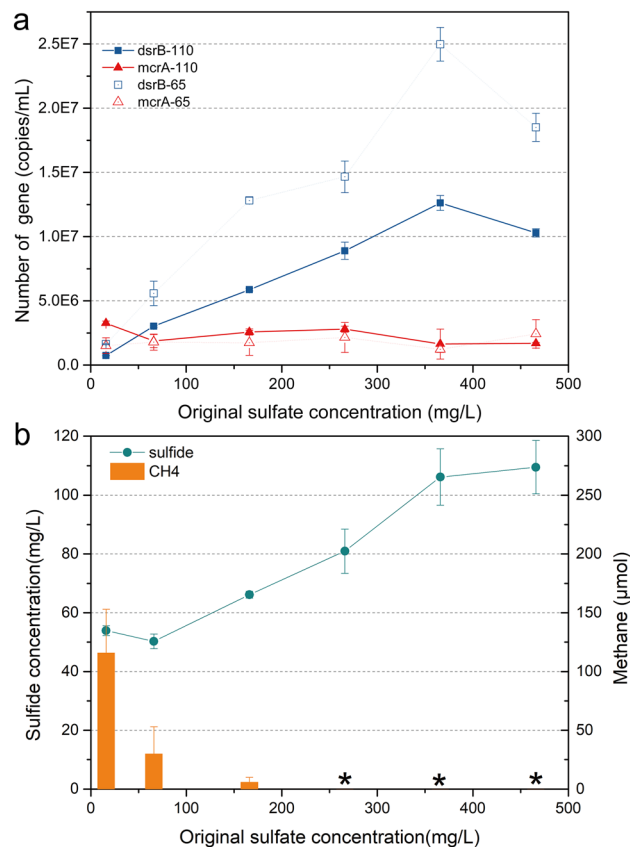 a
Number of gene (copies/mL)
2.5E7
2.0E7
1.5E7
1.0E7
5.0E6
0.0
dsrB-110
mcrA-110
dsrB-65
mcrA-65
0 100 200 300 400 500
Original sulfate concentration (mg/L)
b
Sulfide concentration(mg/L)
120
100
80
60
40
20
0
sulfide
CH4
* * *
300
250
200
150
100
50
0
Methane (μmol)
0 100 200 300 400 500
Original sulfate concentration(mg/L)